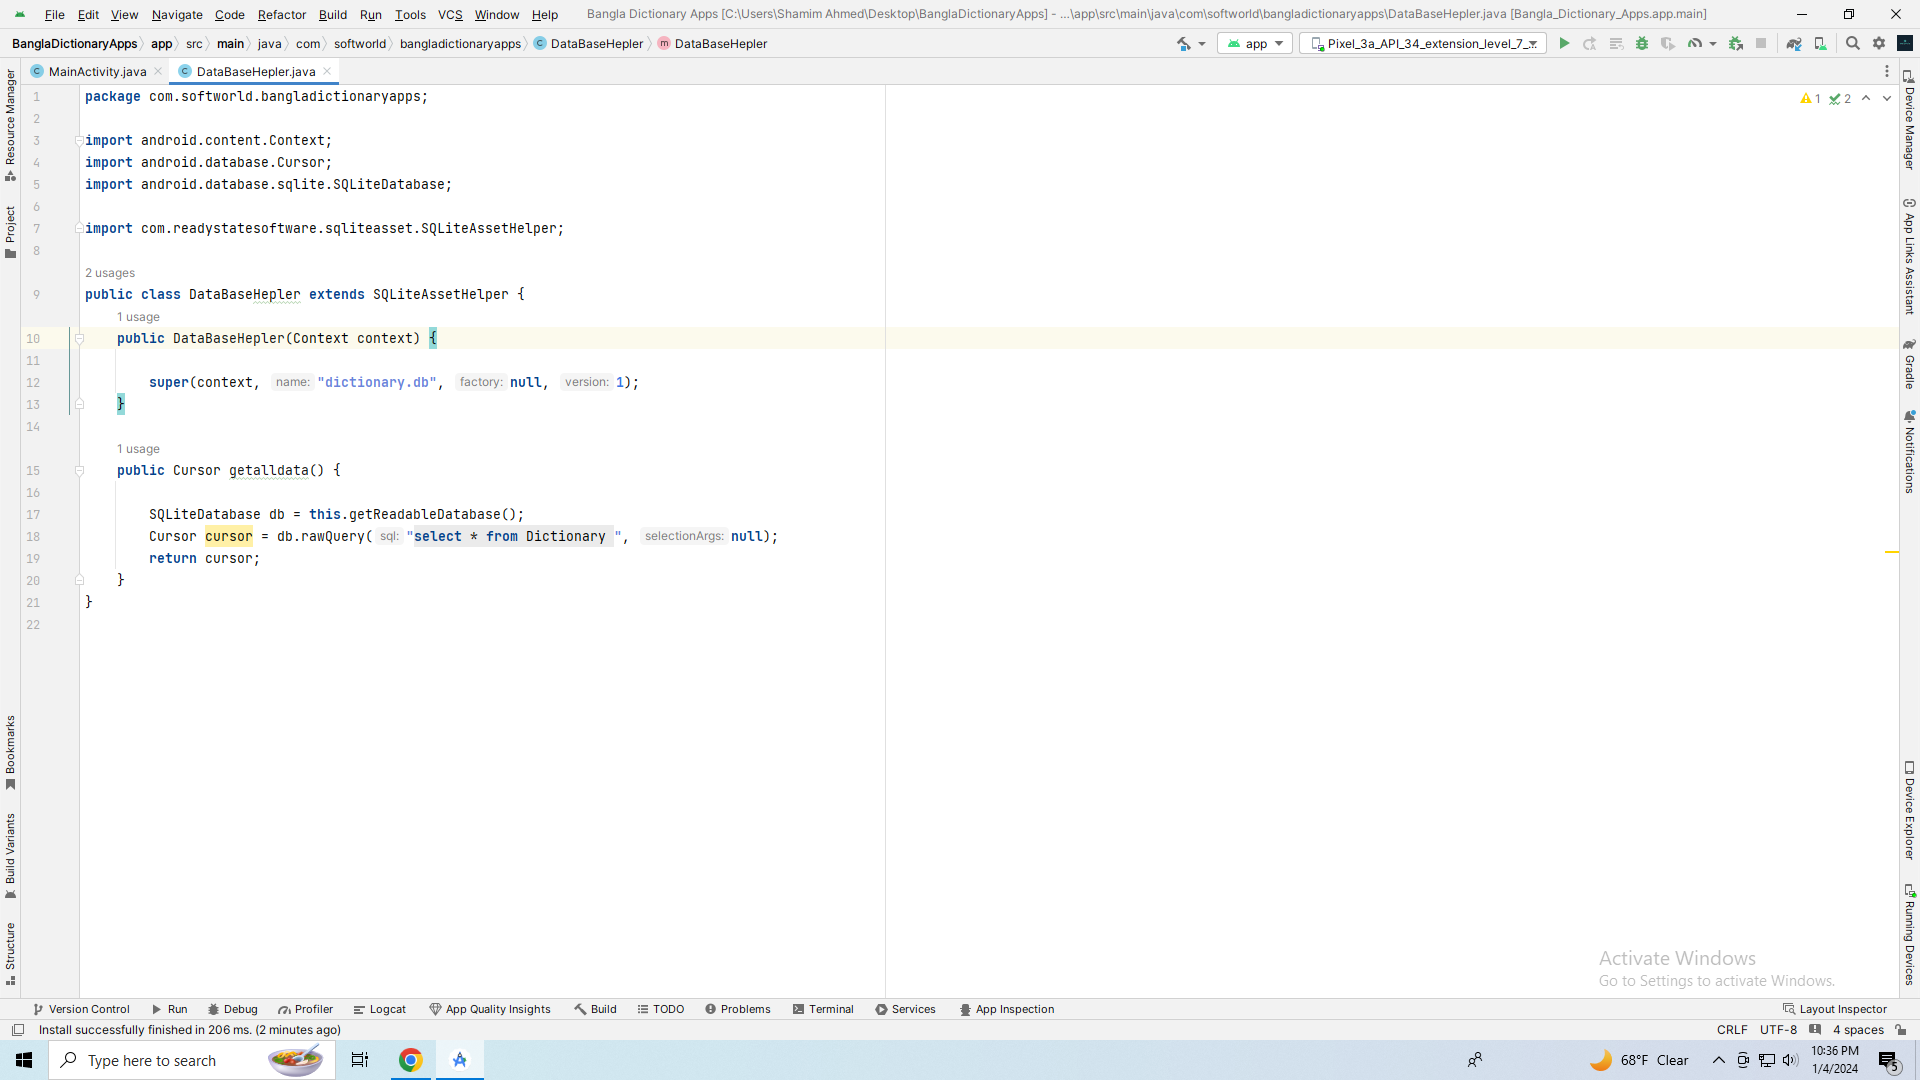 File Edit View Navigate Code Refactor Build Run Tools VCS Window Help Bangla Dictionary Apps [C:\Users\Shamim Ahmed\Desktop\BanglaDictionaryApps] - ...\app\src\main\java\com\softworld\bangladictionaryapps\DataBaseHepler.java [Bangla_Dictionary_Apps.app.main]
BanglaDictionaryApps app src main java com softworld bangladictionaryapps DataBaseHepler DataBaseHepler app Pixel_3a_API_34_extension_level_7_...
MainActivity.java DataBaseHepler.java
1 package com.softworld.bangladictionaryapps; 1 2
2
3 import android.content.Context;
4 import android.database.Cursor;
5 import android.database.sqlite.SQLiteDatabase;
6
7 import com.readystatesoftware.sqliteasset.SQLiteAssetHelper;
8
2 usages
9 public class DataBaseHepler extends SQLiteAssetHelper {
1 usage
10 public DataBaseHepler(Context context) {
11
12 super(context, name: "dictionary.db", factory: null, version: 1);
13 }
14
1 usage
15 public Cursor getalldata() {
16
17 SQLiteDatabase db = this.getReadableDatabase();
18 Cursor cursor = db.rawQuery( sql: "select * from Dictionary ", selectionArgs: null);
19 return cursor;
20 }
21 }
22
Resource Manager
Project
Bookmarks
Build Variants
Structure
Device Manager
App Links Assistant
Gradle
Notifications
Device Explorer
Running Devices
Activate Windows
Go to Settings to activate Windows.
Version Control Run Debug Profiler Logcat App Quality Insights Build TODO Problems Terminal Services App Inspection Layout Inspector
Install successfully finished in 206 ms. (2 minutes ago) CRLF UTF-8 4 spaces
Type here to search 68°F Clear 10:36 PM
1/4/2024 5